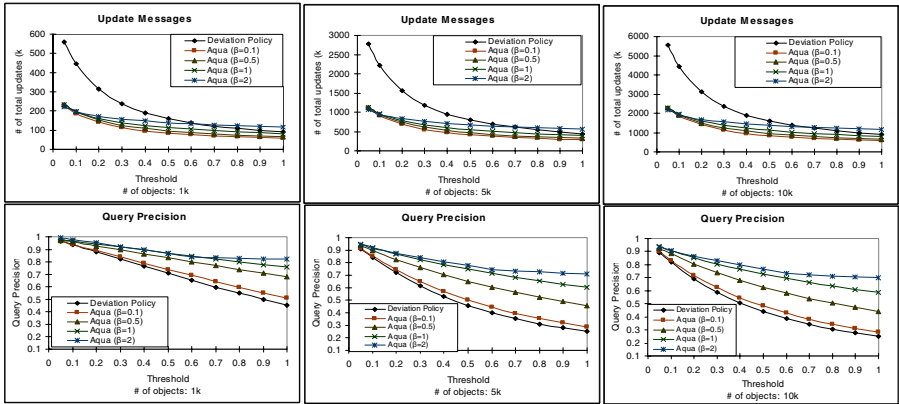 Update Messages
# of total updates (k
600
500
400
300
200
100
0
0 0.1 0.2 0.3 0.4 0.5 0.6 0.7 0.8 0.9 1
Threshold
# of objects: 1k
Deviation Policy
Aqua (β=0.1)
Aqua (β=0.5)
Aqua (β=1)
Aqua (β=2)
Update Messages
# of total updates (k
3000
2500
2000
1500
1000
500
0
0 0.1 0.2 0.3 0.4 0.5 0.6 0.7 0.8 0.9 1
Threshold
# of objects: 5k
Deviation Policy
Aqua (β=0.1)
Aqua (β=0.5)
Aqua (β=1)
Aqua (β=2)
Update Messages
# of total updates (k
6000
5000
4000
3000
2000
1000
0
0 0.1 0.2 0.3 0.4 0.5 0.6 0.7 0.8 0.9 1
Threshold
# of objects: 10k
Deviation Policy
Aqua (β=0.1)
Aqua (β=0.5)
Aqua (β=1)
Aqua (β=2)
Query Precision
Query Precision
1
0.9
0.8
0.7
0.6
0.5
0.4
0.3
0.2
0.1
0 0.1 0.2 0.3 0.4 0.5 0.6 0.7 0.8 0.9 1
Threshold
# of objects: 1k
Deviation Policy
Aqua (β=0.1)
Aqua (β=0.5)
Aqua (β=1)
Aqua (β=2)
Query Precision
Query Precision
1
0.9
0.8
0.7
0.6
0.5
0.4
0.3
0.2
0.1
0 0.1 0.2 0.3 0.4 0.5 0.6 0.7 0.8 0.9 1
Threshold
# of objects: 5k
Deviation Policy
Aqua (β=0.1)
Aqua (β=0.5)
Aqua (β=1)
Aqua (β=2)
Query Precision
Query Precision
1
0.9
0.8
0.7
0.6
0.5
0.4
0.3
0.2
0.1
0 0.1 0.2 0.3 0.4 0.5 0.6 0.7 0.8 0.9 1
Threshold
# of objects: 10k
Deviation Policy
Aqua (β=0.1)
Aqua (β=0.5)
Aqua (β=1)
Aqua (β=2)